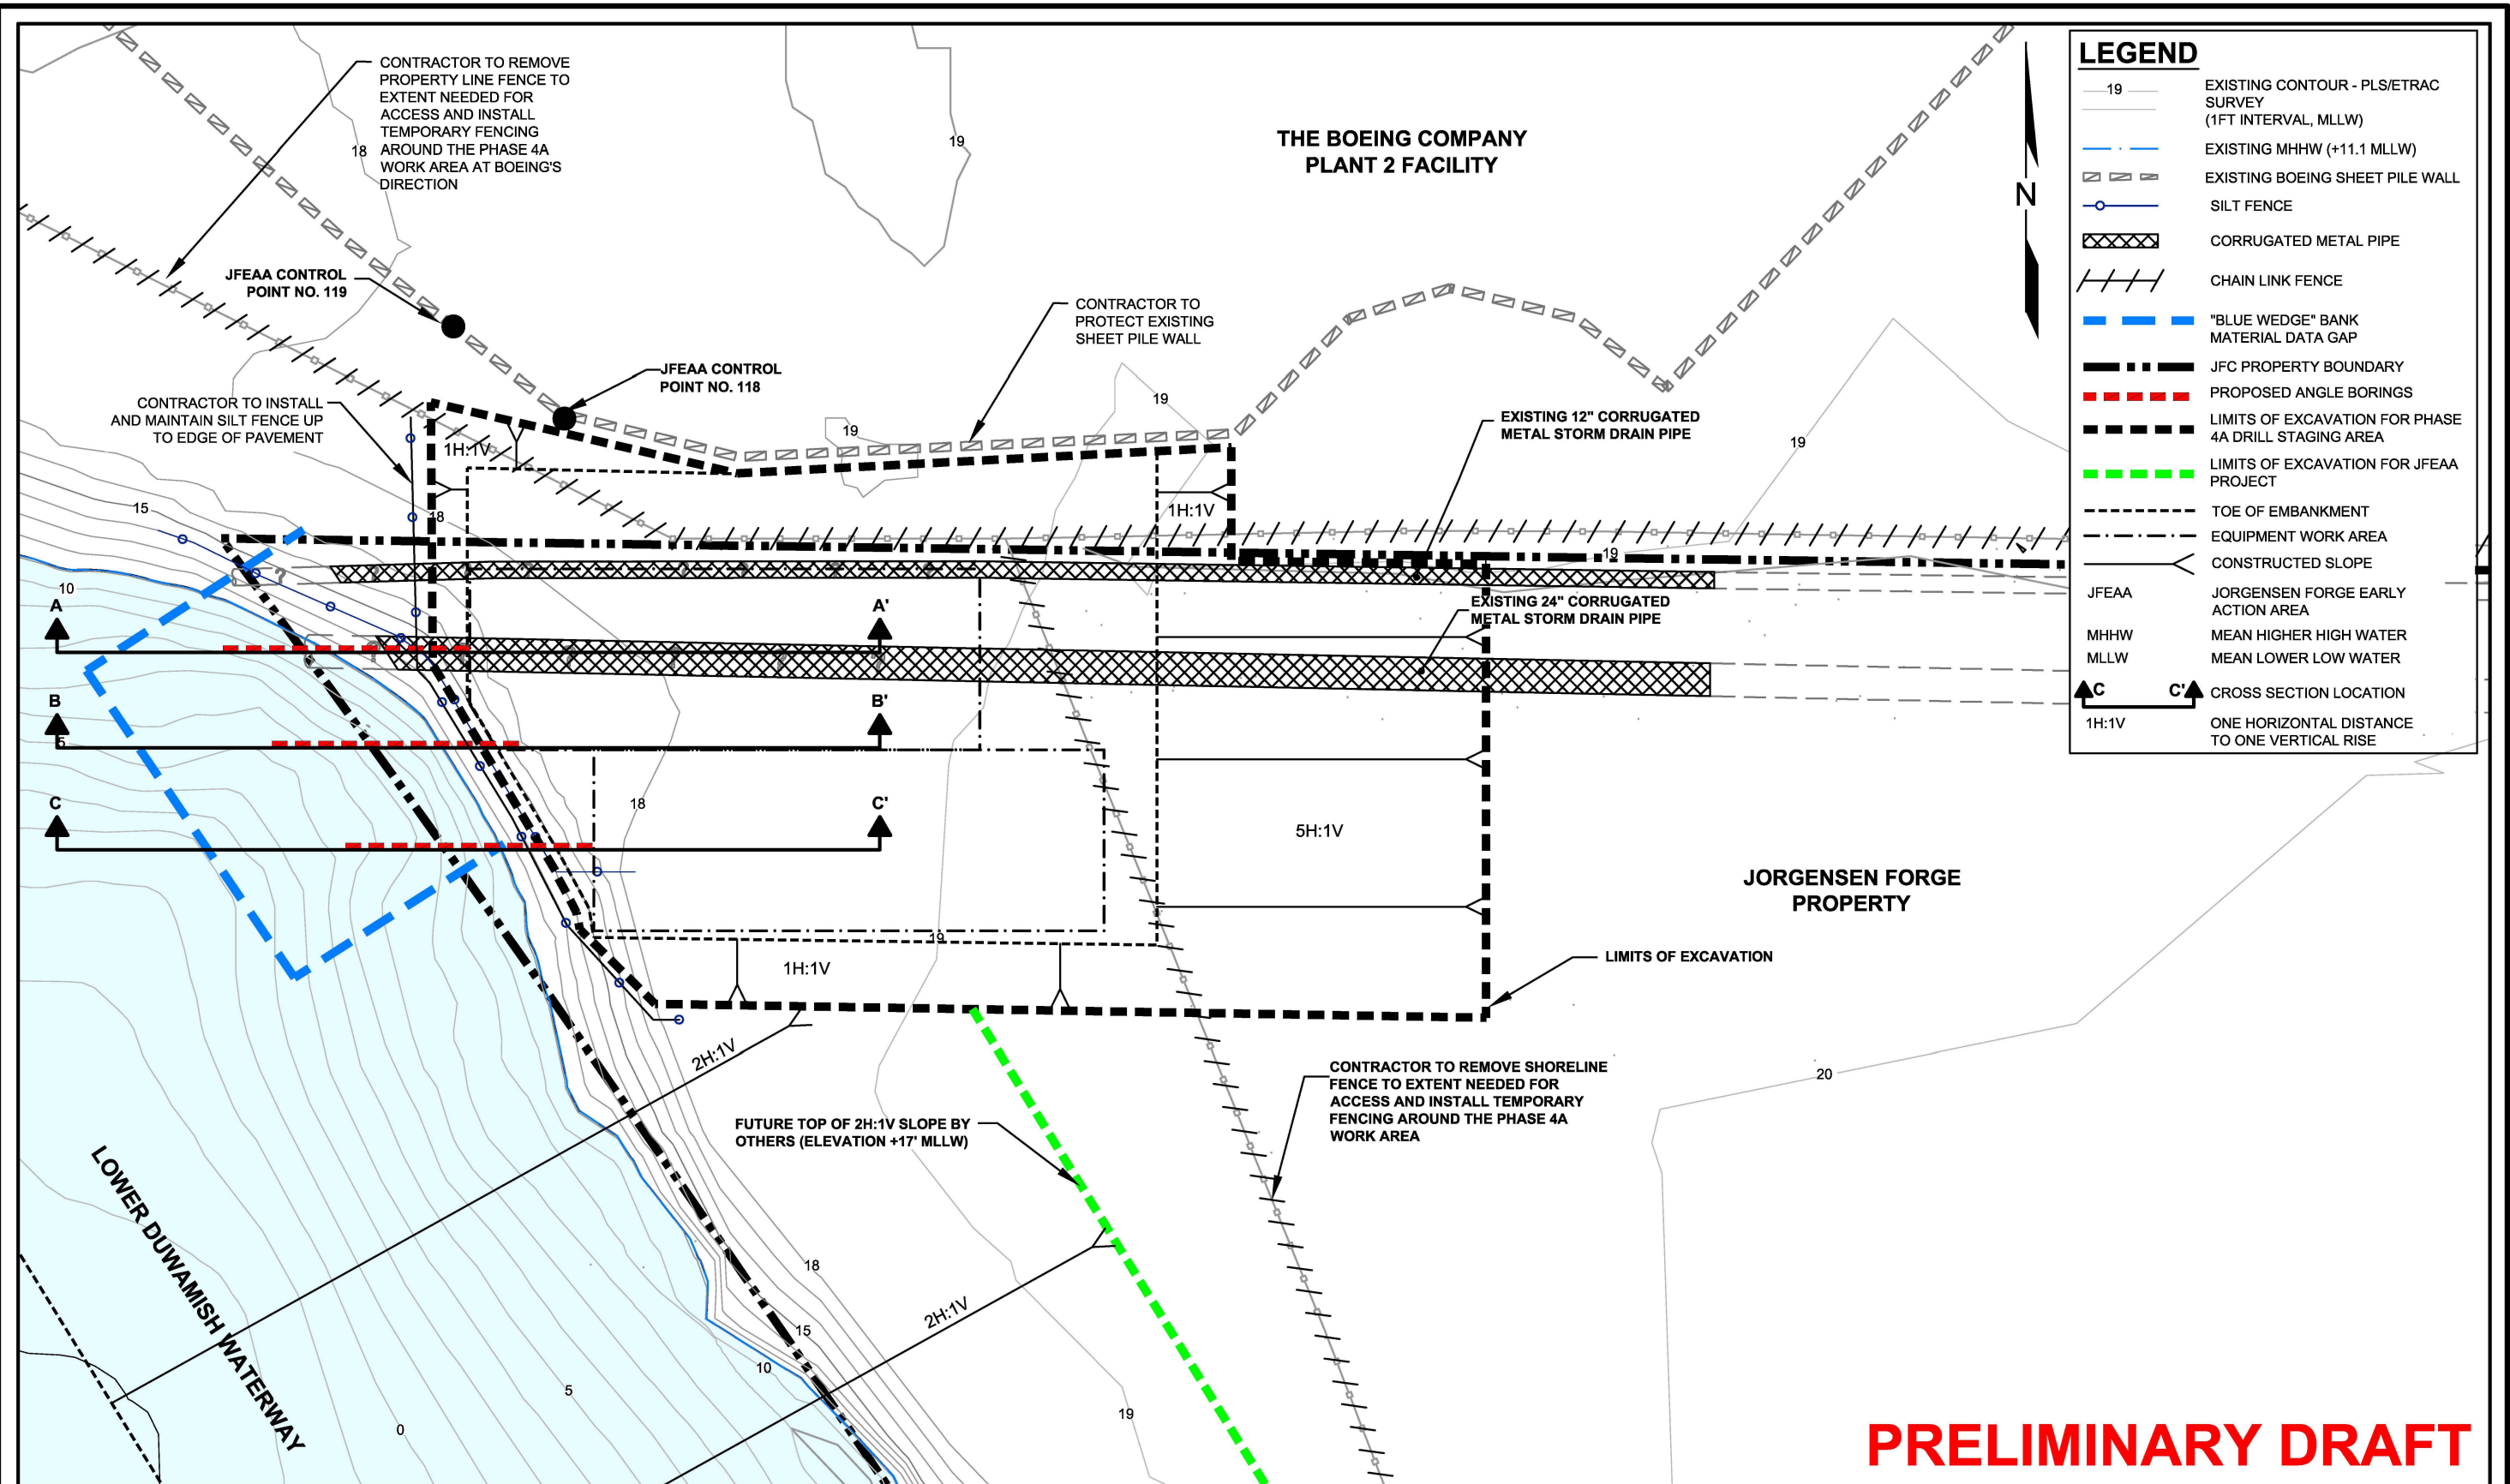 CONTRACTOR TO REMOVE
PROPERTY LINE FENCE TO
EXTENT NEEDED FOR
ACCESS AND INSTALL
TEMPORARY FENCING
AROUND THE PHASE 4A
WORK AREA AT BOEING'S
DIRECTION
18
19
THE BOEING COMPANY
PLANT 2 FACILITY
N
JFEAA CONTROL
POINT NO. 119
JFEAA CONTROL
POINT NO. 118
CONTRACTOR TO
PROTECT EXISTING
SHEET PILE WALL
CONTRACTOR TO INSTALL
AND MAINTAIN SILT FENCE UP
TO EDGE OF PAVEMENT
19
19
19
EXISTING 12" CORRUGATED
METAL STORM DRAIN PIPE
1H:1V
1H:1V
15
18
19
10
?
?
?
?
?
?
?
EXISTING 24" CORRUGATED
METAL STORM DRAIN PIPE
A
A'
?
?
?
?
?
B
B'
5
C
C'
18
5H:1V
JORGENSEN FORGE
PROPERTY
19
1H:1V
LIMITS OF EXCAVATION
2H:1V
CONTRACTOR TO REMOVE SHORELINE
FENCE TO EXTENT NEEDED FOR
ACCESS AND INSTALL TEMPORARY
FENCING AROUND THE PHASE 4A
WORK AREA
20
FUTURE TOP OF 2H:1V SLOPE BY
OTHERS (ELEVATION +17' MLLW)
LOWER DUWAMISH WATERWAY
18
2H:1V
15
10
5
0
19
PRELIMINARY DRAFT
LEGEND
19
EXISTING CONTOUR - PLS/ETRAC
SURVEY
(1FT INTERVAL, MLLW)
EXISTING MHHW (+11.1 MLLW)
EXISTING BOEING SHEET PILE WALL
SILT FENCE
CORRUGATED METAL PIPE
CHAIN LINK FENCE
"BLUE WEDGE" BANK
MATERIAL DATA GAP
JFC PROPERTY BOUNDARY
PROPOSED ANGLE BORINGS
LIMITS OF EXCAVATION FOR PHASE
4A DRILL STAGING AREA
LIMITS OF EXCAVATION FOR JFEAA
PROJECT
TOE OF EMBANKMENT
EQUIPMENT WORK AREA
CONSTRUCTED SLOPE
JFEAA JORGENSEN FORGE EARLY
ACTION AREA
MHHW MEAN HIGHER HIGH WATER
MLLW MEAN LOWER LOW WATER
C C' CROSS SECTION LOCATION
1H:1V ONE HORIZONTAL DISTANCE
TO ONE VERTICAL RISE